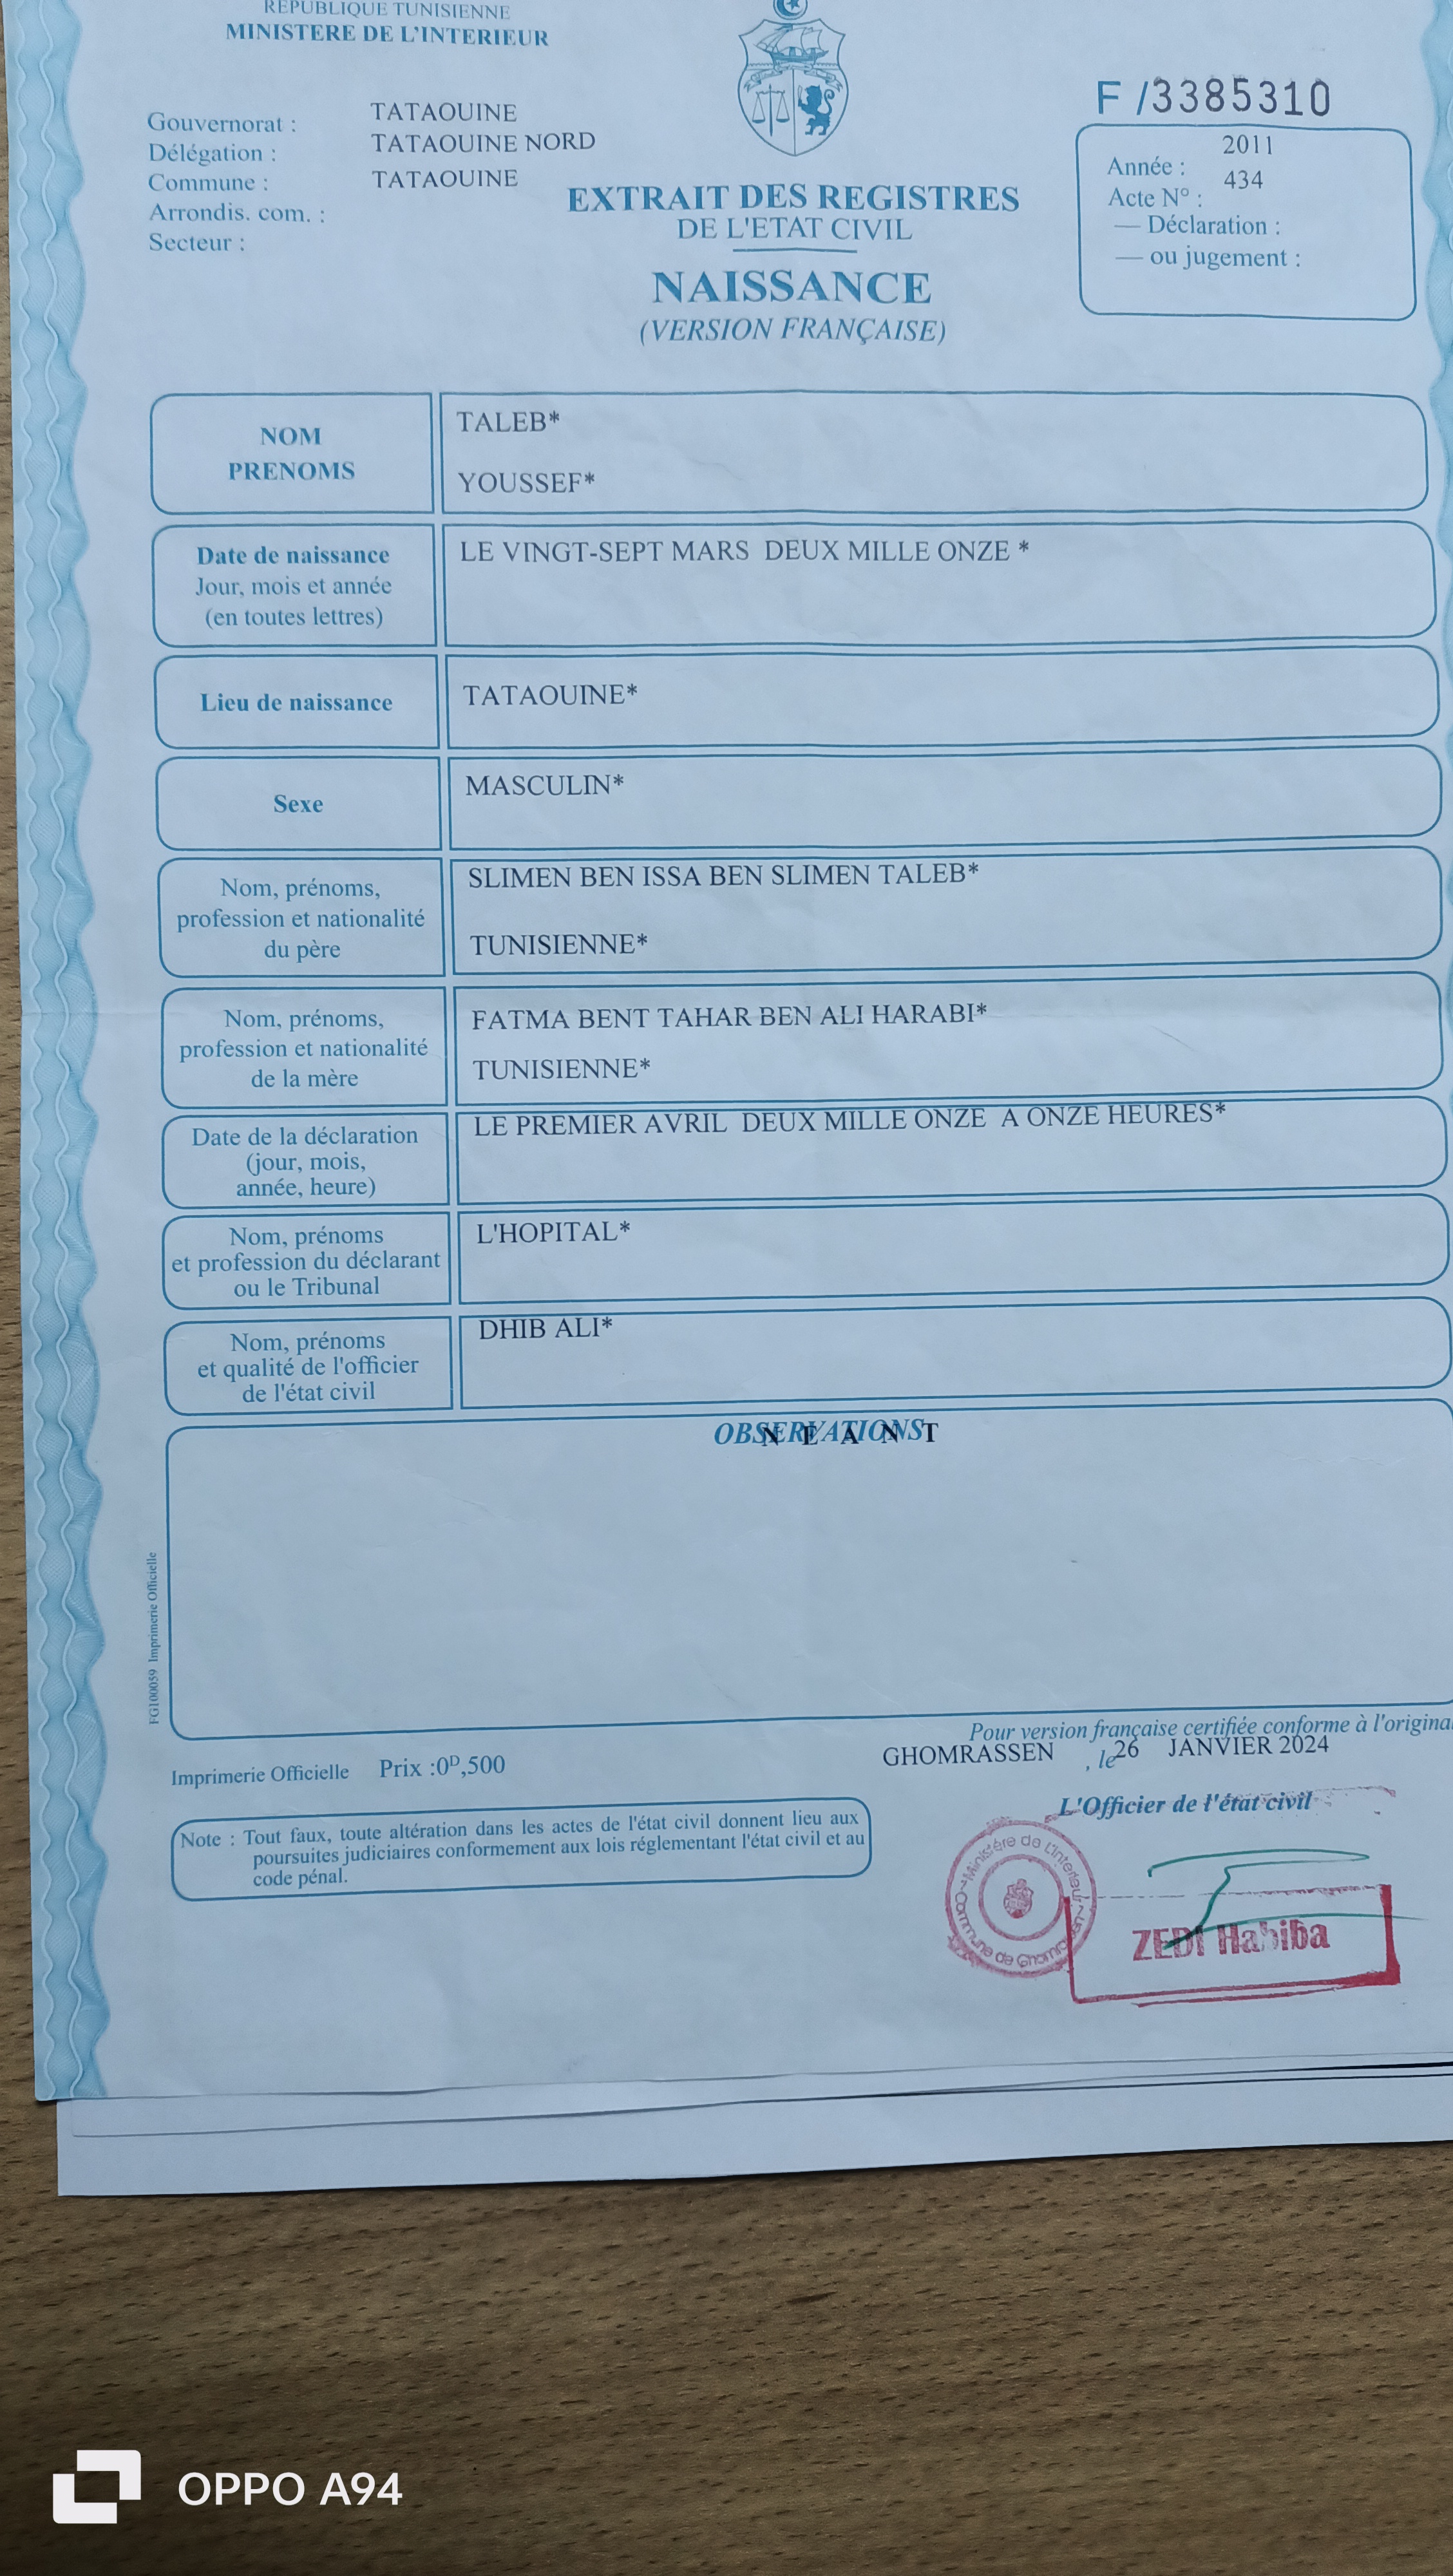 REPUBLIQUE TUNISIENNE
MINISTERE DE L'INTERIEUR
Gouvernorat : TATAOUINE
Délégation : TATAOUINE NORD
Commune : TATAOUINE
Arrondis. com. :
Secteur :
EXTRAIT DES REGISTRES
DE L'ETAT CIVIL
NAISSANCE
(VERSION FRANÇAISE)
F /3385310
Année : 2011
Acte N° : 434
— Déclaration :
— ou jugement :
NOM
PRENOMS
TALEB*
YOUSSEF*
Date de naissance
Jour, mois et année
(en toutes lettres)
LE VINGT-SEPT MARS DEUX MILLE ONZE *
Lieu de naissance
TATAOUINE*
Sexe
MASCULIN*
Nom, prénoms,
profession et nationalité
du père
SLIMEN BEN ISSA BEN SLIMEN TALEB*
TUNISIENNE*
Nom, prénoms,
profession et nationalité
de la mère
FATMA BENT TAHAR BEN ALI HARABI*
TUNISIENNE*
Date de la déclaration
(jour, mois,
année, heure)
LE PREMIER AVRIL DEUX MILLE ONZE A ONZE HEURES*
Nom, prénoms
et profession du déclarant
ou le Tribunal
L'HOPITAL*
Nom, prénoms
et qualité de l'officier
de l'état civil
DHIB ALI*
OBSERVATIONS
N E A N T
FG100059 Imprimerie Officielle
Pour version française certifiée conforme à l'original
GHOMRASSEN , le 26 JANVIER 2024
Imprimerie Officielle Prix :0ᴰ,500
L'Officier de l'état civil
Note : Tout faux, toute altération dans les actes de l'état civil donnent lieu aux
poursuites judiciaires conformement aux lois réglementant l'état civil et au
code pénal.
Ministère de L'interieur
Commune de
ZEDI Habiba
OPPO A94